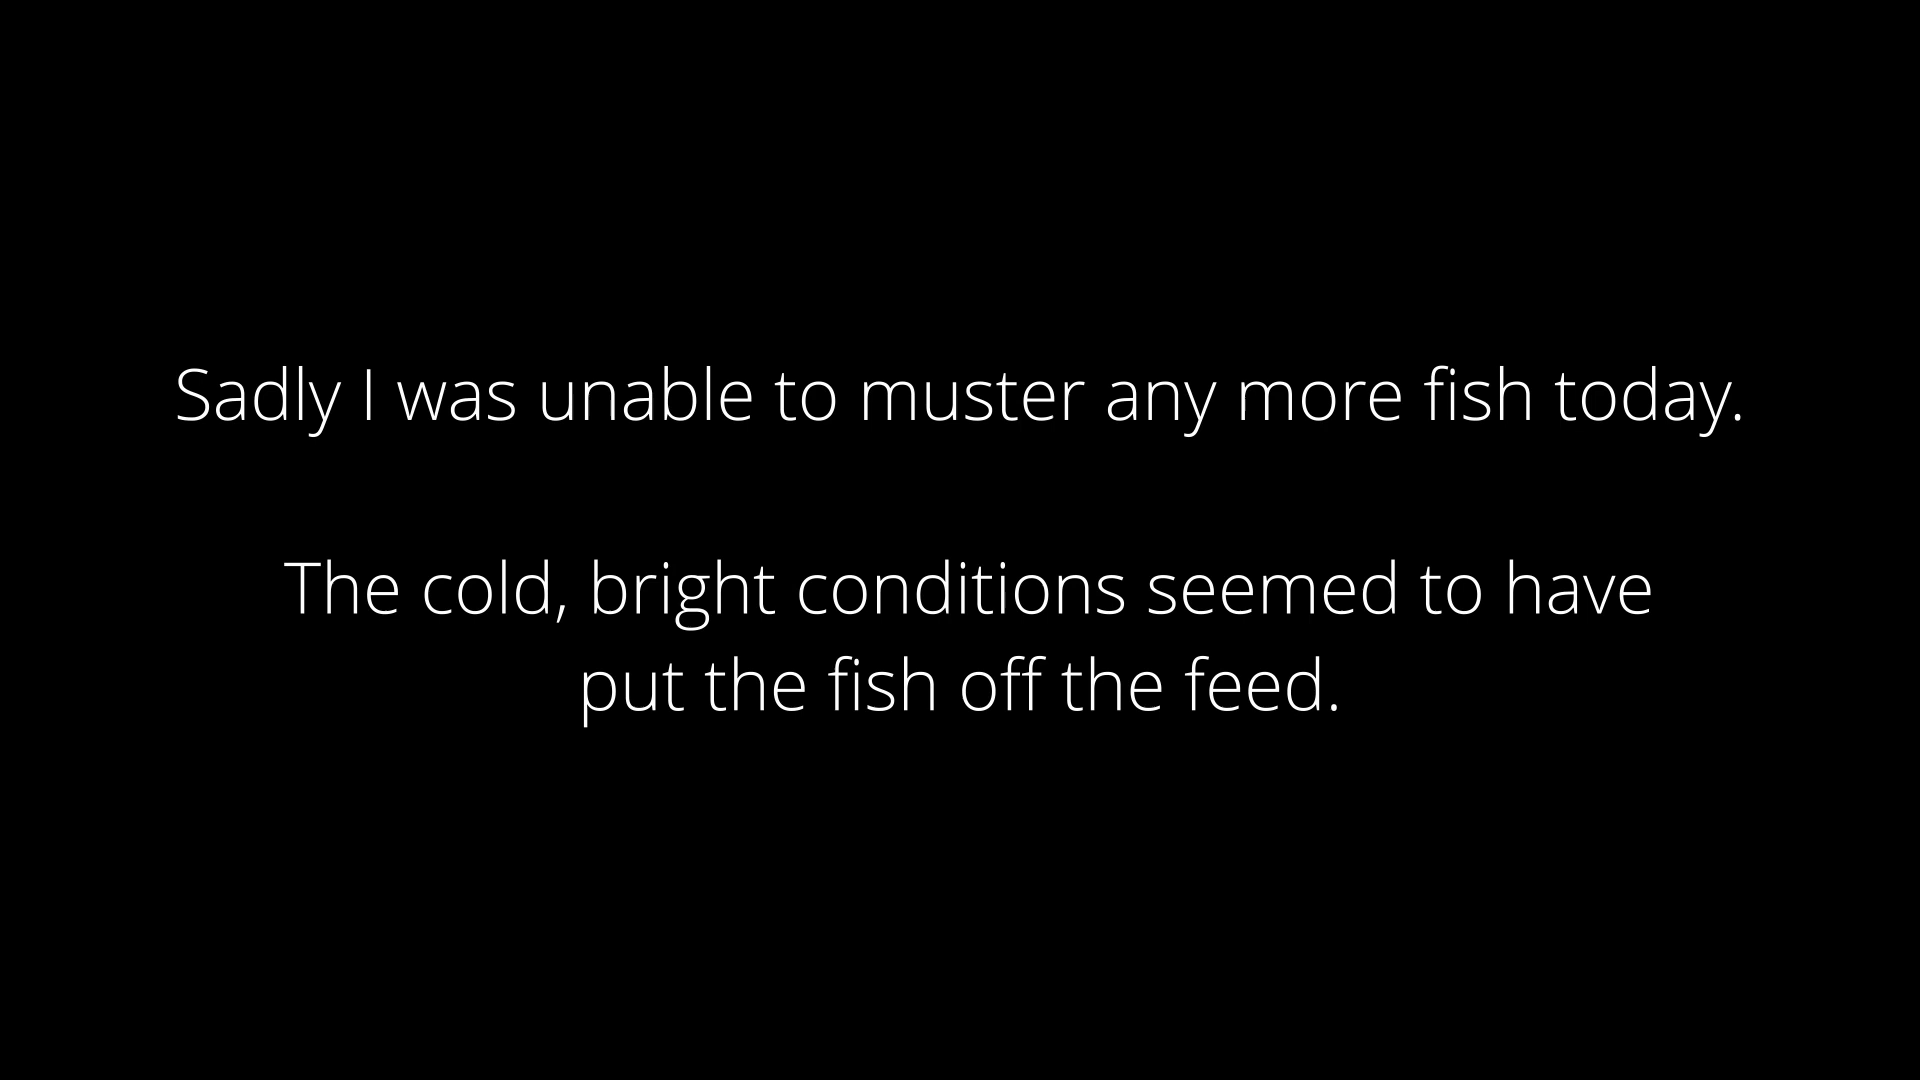 Sadly I was unable to muster any more fish today.
The cold, bright conditions seemed to have
put the fish off the feed.